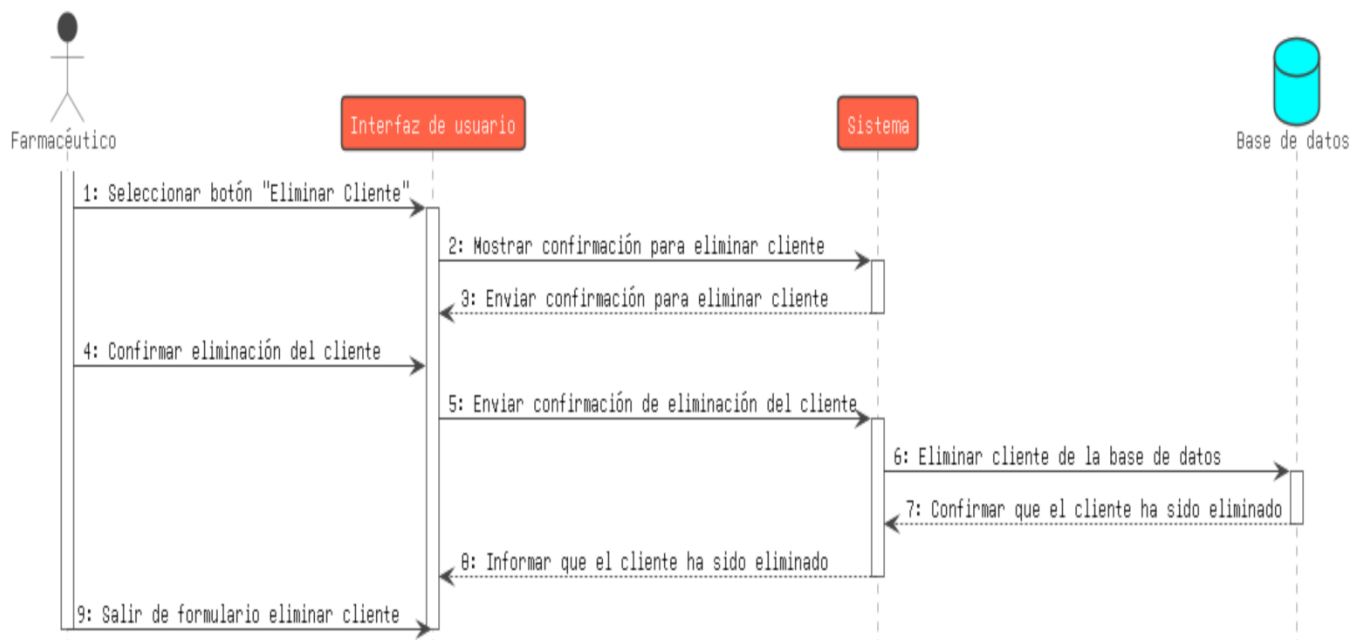 Farmacéutico
Interfaz de usuario
Sistema
Base de datos
1: Seleccionar botón "Eliminar Cliente"
2: Mostrar confirmación para eliminar cliente
3: Enviar confirmación para eliminar cliente
4: Confirmar eliminación del cliente
5: Enviar confirmación de eliminación del cliente
6: Eliminar cliente de la base de datos
7: Confirmar que el cliente ha sido eliminado
8: Informar que el cliente ha sido eliminado
9: Salir de formulario eliminar cliente